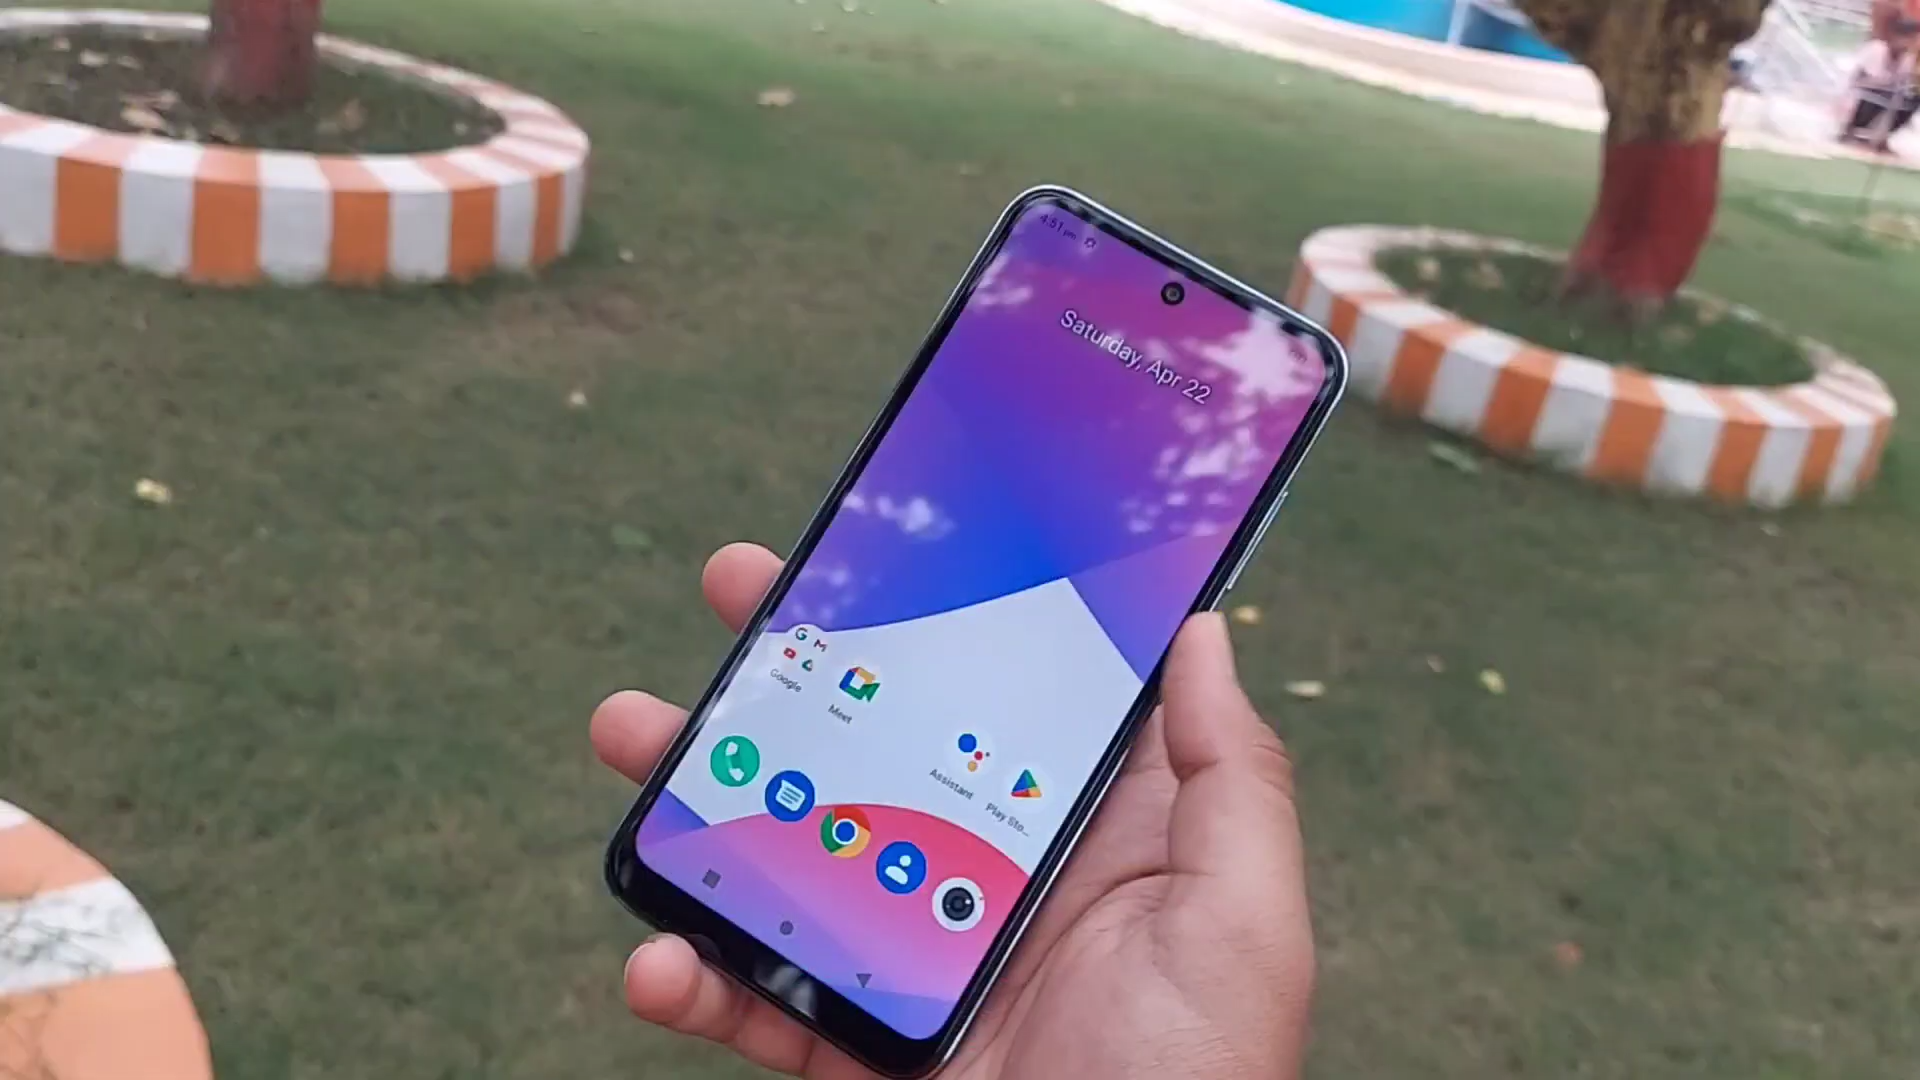 4:51 pm
Saturday, Apr 22
Google
Meet
Assistant
Play Sto...